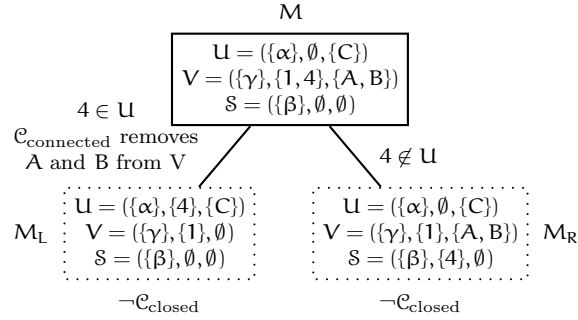 M
U = ({α}, ∅, {C})
V = ({γ}, {1, 4}, {A, B})
S = ({β}, ∅, ∅)
4 ∈ U
C_connected removes
A and B from V
4 ∉ U
M_L
U = ({α}, {4}, {C})
V = ({γ}, {1}, ∅)
S = ({β}, ∅, ∅)
¬C_closed
U = ({α}, ∅, {C})
V = ({γ}, {1}, {A, B})
S = ({β}, {4}, ∅)
M_R
¬C_closed